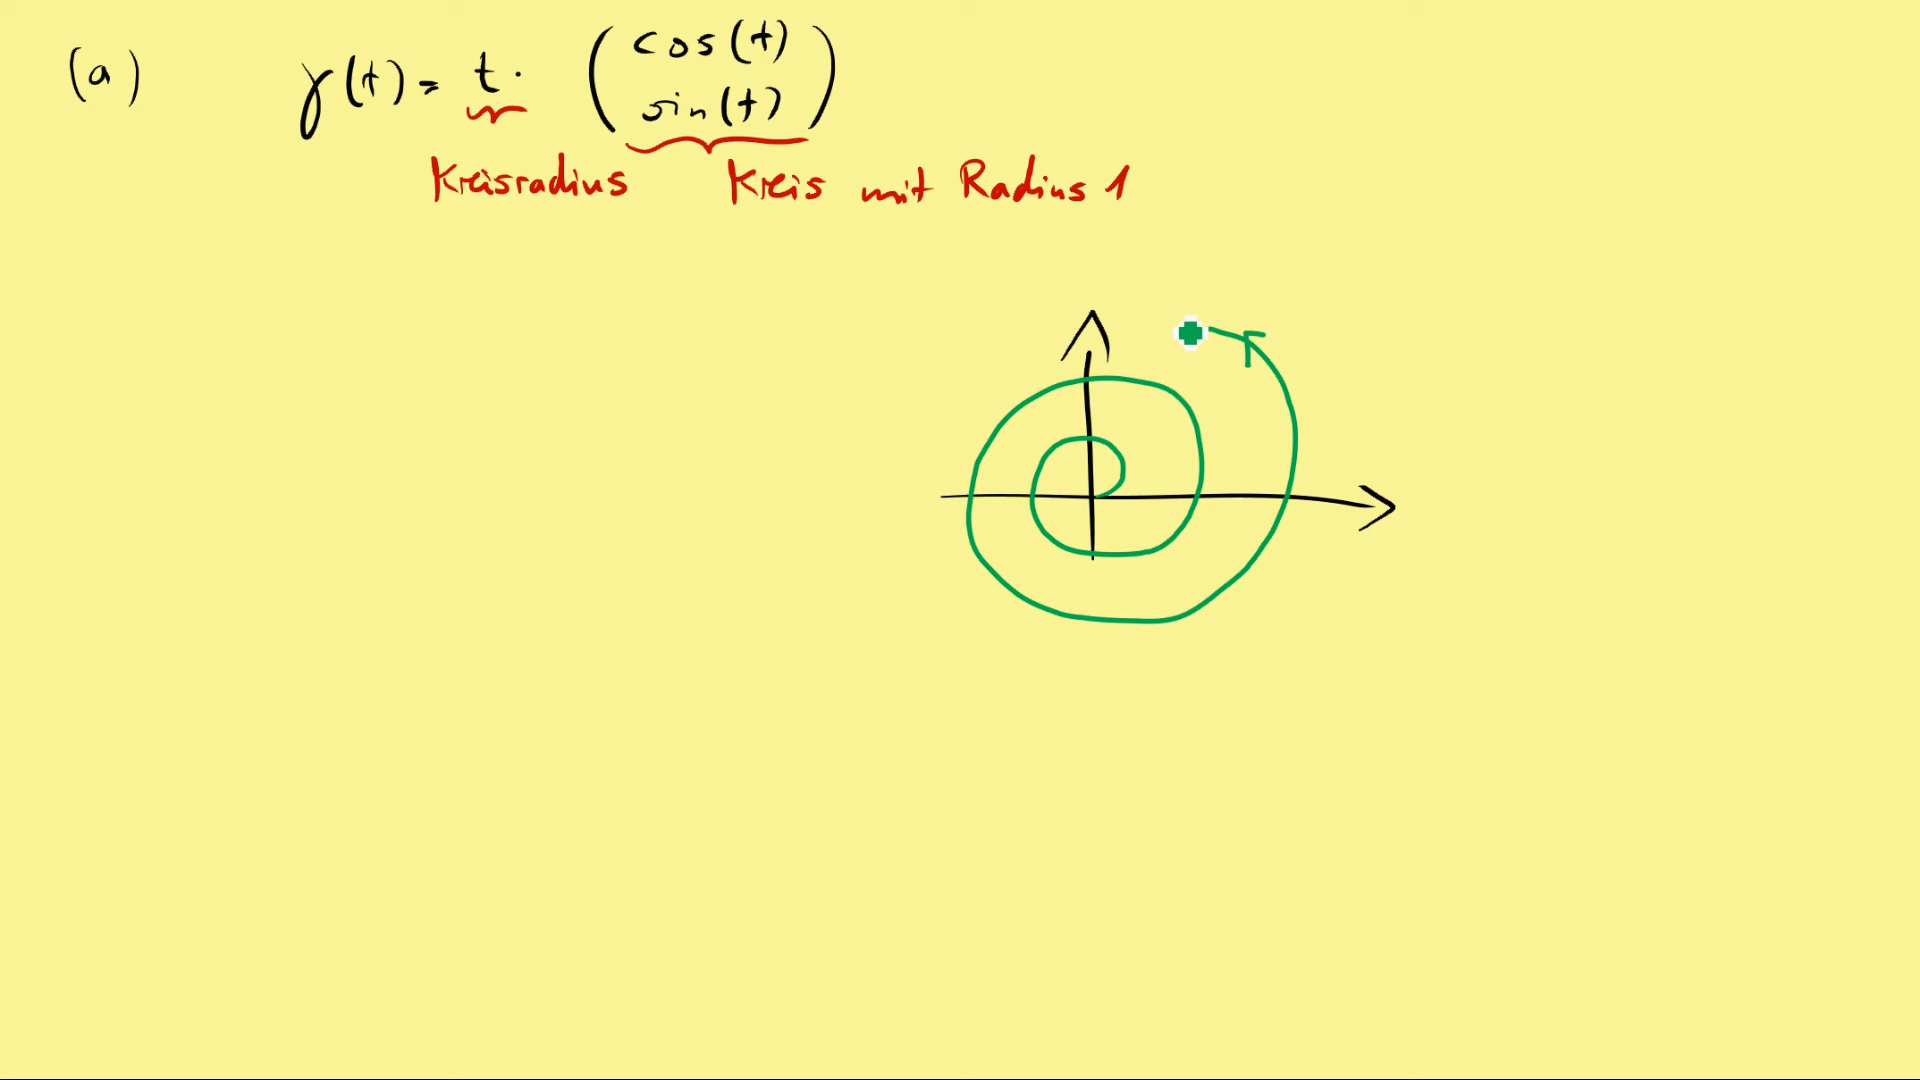 (a) γ(t) = t · ( cos(t)
sin(t) )
Kreisradius Kreis mit Radius 1